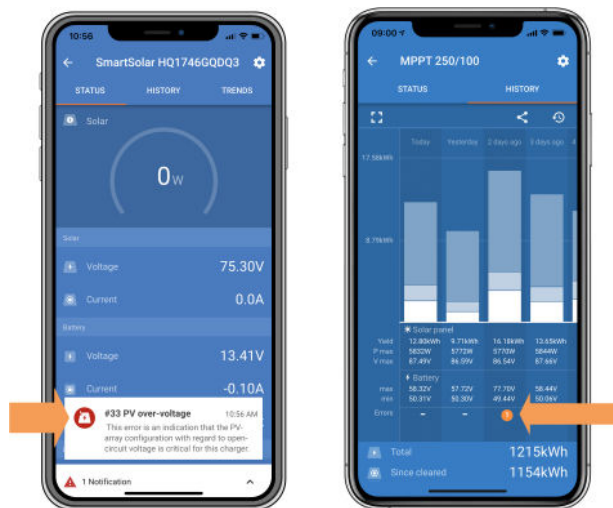 10:56
SmartSolar HQ1746GQDQ3
STATUS HISTORY TRENDS
Solar
0W
Solar
Voltage 75.30V
Current 0.0A
Battery
Voltage 13.41V
Current -0.10A
#33 PV over-voltage 10:56 AM
This error is an indication that the PV-
array configuration with regard to open-
circuit voltage is critical for this charger.
1 Notification
09:00
MPPT 250/100
STATUS HISTORY
Today Yesterday 2 days ago 3 days ago 4
17.58kWh
8.79kWh
Solar panel
Yield 12.80kWh 9.71kWh 16.18kWh 13.65kWh
P max 5832W 5772W 5770W 5844W
V max 87.49V 86.59V 86.54V 87.66V
Battery
max 58.32V 57.72V 77.70V 58.44V
min 50.31V 50.30V 49.44V 50.06V
Errors - -
Total 1215kWh
Since cleared 1154kWh